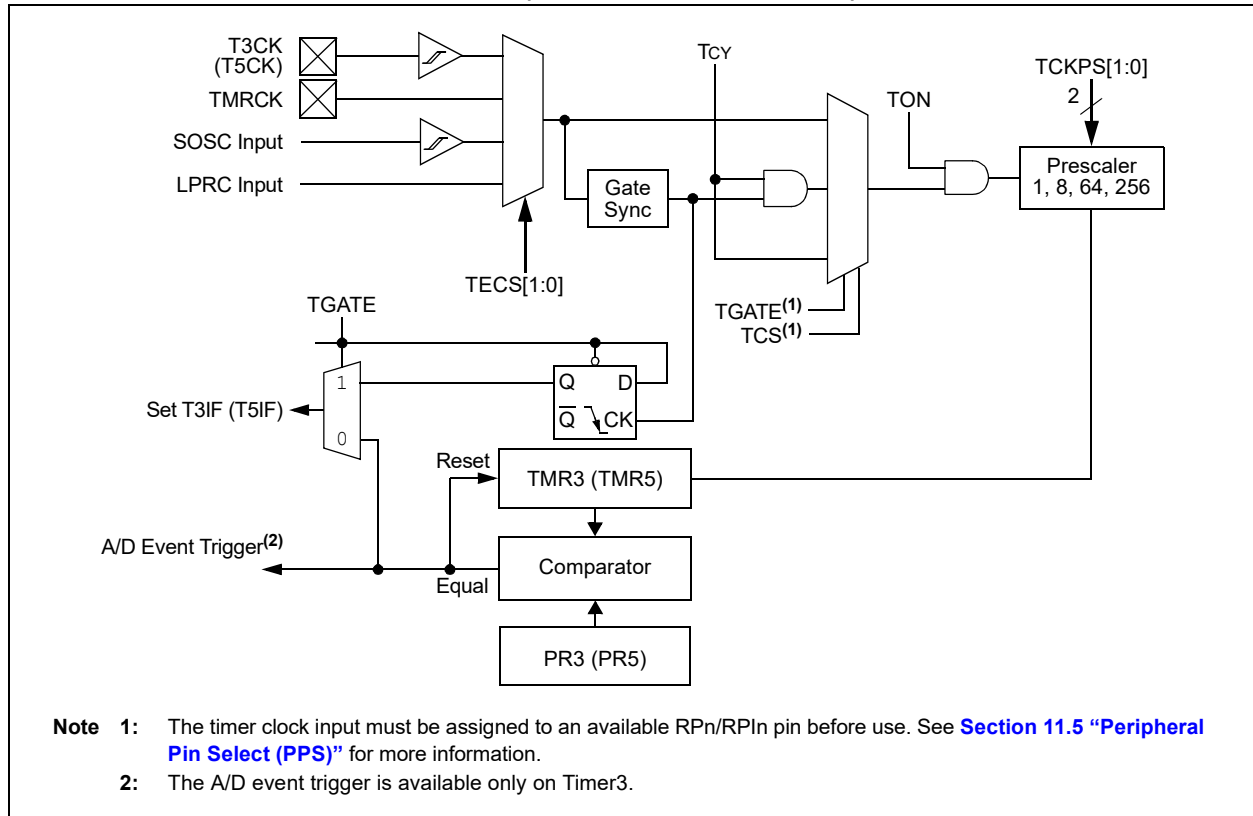 T3CK
(T5CK)
TMRCK
SOSC Input
LPRC Input
TECS[1:0]
Gate
Sync
TCY
TGATE(1)
TCS(1)
TON
TCKPS[1:0]
2
Prescaler
1, 8, 64, 256
TGATE
1
0
Set T3IF (T5IF)
Q D
Q CK
Reset
TMR3 (TMR5)
A/D Event Trigger(2)
Equal
Comparator
PR3 (PR5)
Note 1: The timer clock input must be assigned to an available RPn/RPIn pin before use. See Section 11.5 “Peripheral
Pin Select (PPS)” for more information.
2: The A/D event trigger is available only on Timer3.